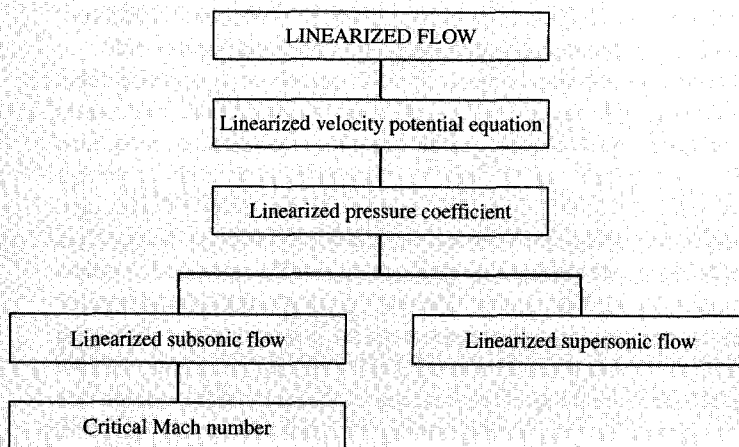 LINEARIZED FLOW
Linearized velocity potential equation
Linearized pressure coefficient
Linearized subsonic flow
Linearized supersonic flow
Critical Mach number